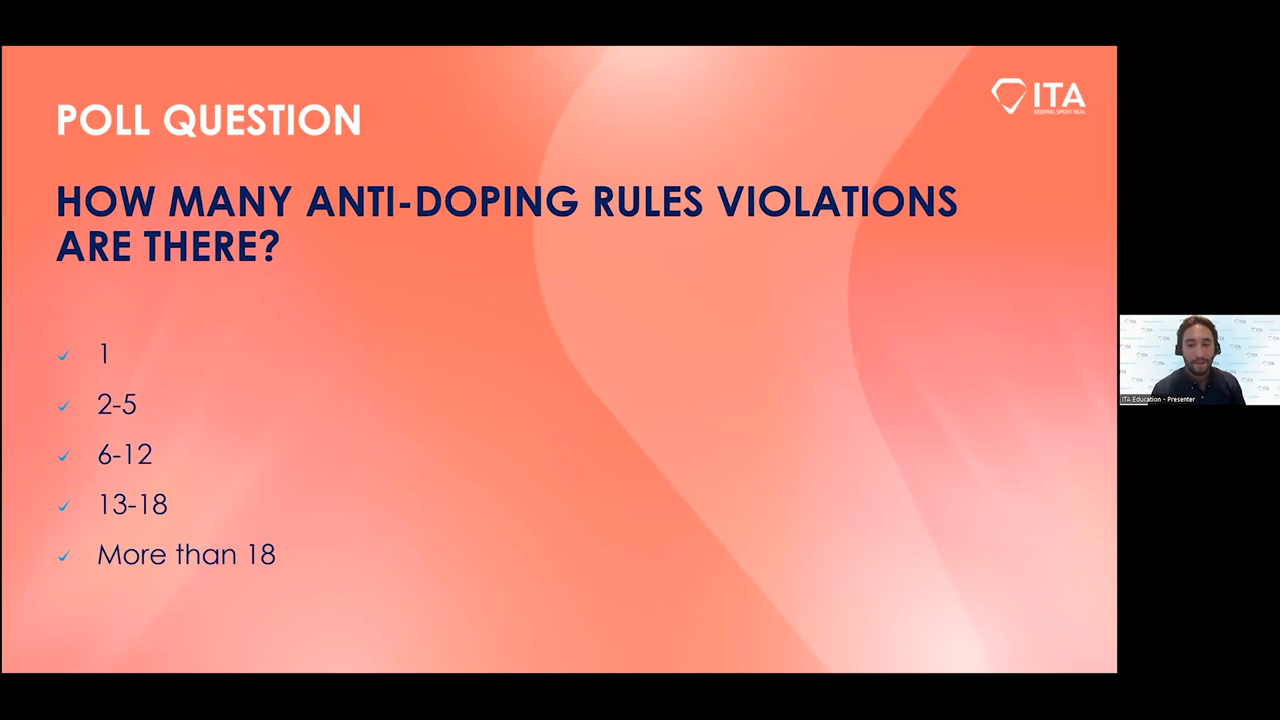 POLL QUESTION
ITA
KEEPING SPORT REAL
HOW MANY ANTI-DOPING RULES VIOLATIONS
ARE THERE?
1
2-5
6-12
13-18
More than 18
ITA Education - Presenter